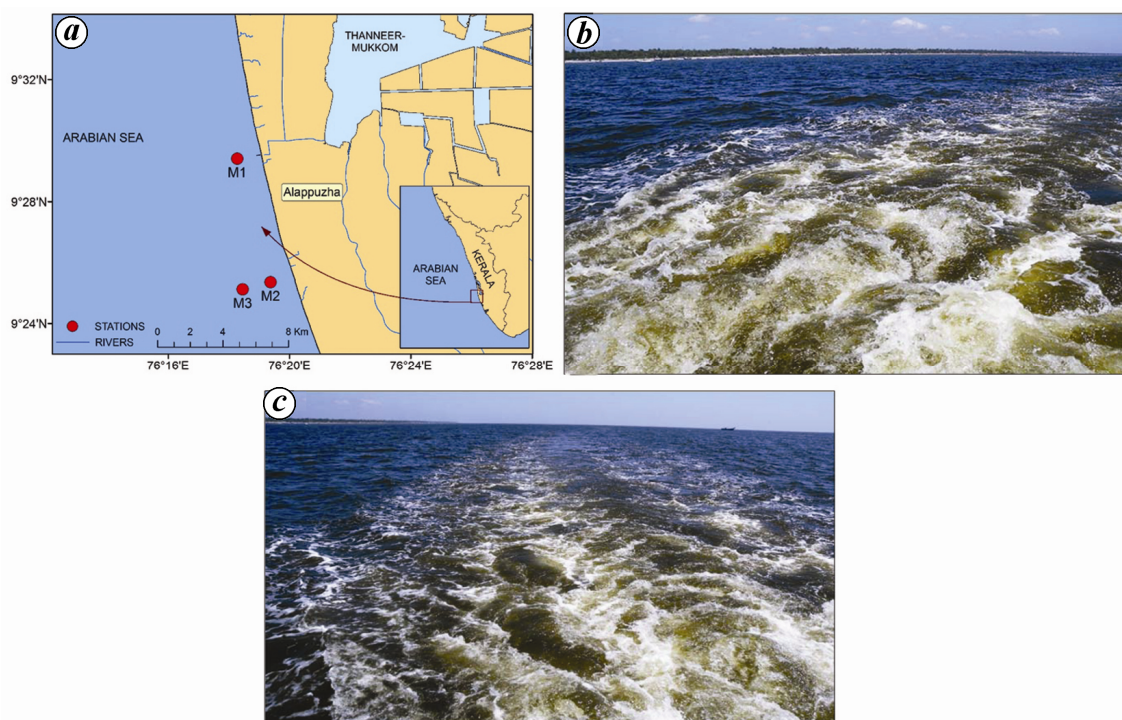 a
THANNEER-
MUKKOM
9°32'N
ARABIAN SEA
M1
9°28'N
Alappuzha
ARABIAN
SEA
KERALA
M3
M2
9°24'N
STATIONS
RIVERS
0 2 4 8 Km
76°16'E
76°20'E
76°24'E
76°28'E
b
c